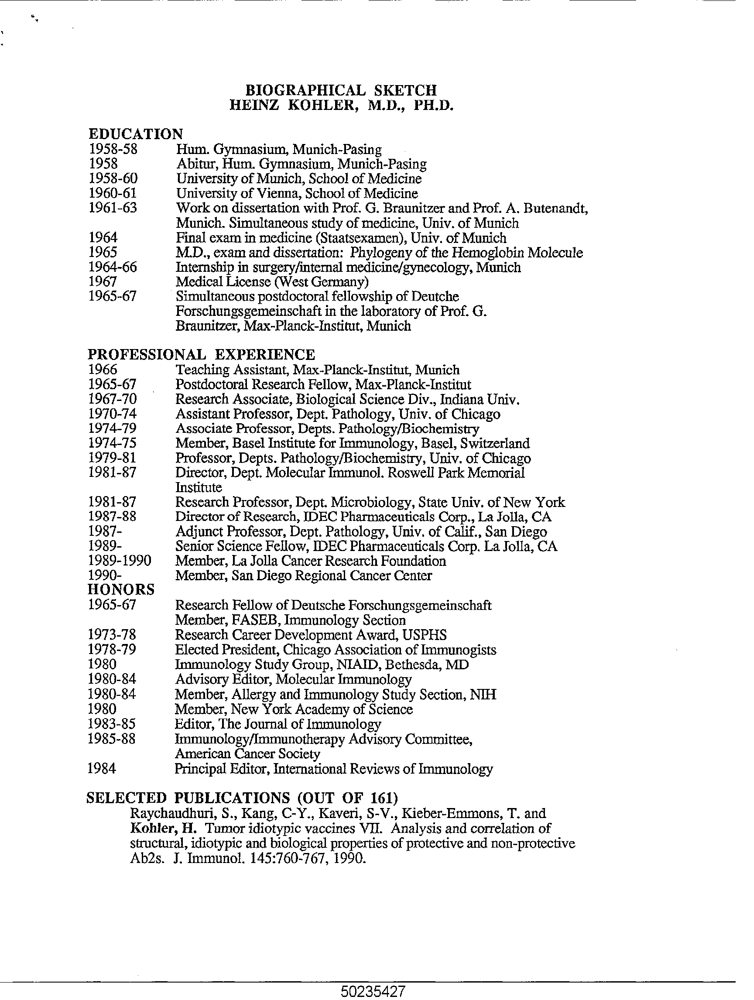 BIOGRAPHICAL SKETCH
HEINZ KOHLER, M.D., PH.D.
EDUCATION
1958-58 Hum. Gymnasium, Munich-Pasing
1958 Abitur, Hum. Gymnasium, Munich-Pasing
1958-60 University of Munich, School of Medicine
1960-61 University of Vienna, School of Medicine
1961-63 Work on dissertation with Prof. G. Braunitzer and Prof. A. Butenandt,
Munich. Simultaneous study of medicine, Univ. of Munich
1964 Final exam in medicine (Staatsexamen), Univ. of Munich
1965 M.D., exam and dissertation: Phylogeny of the Hemoglobin Molecule
1964-66 Internship in surgery/internal medicine/gynecology, Munich
1967 Medical License (West Germany)
1965-67 Simultaneous postdoctoral fellowship of Deutche
Forschungsgemeinschaft in the laboratory of Prof. G.
Braunitzer, Max-Planck-Institut, Munich
PROFESSIONAL EXPERIENCE
1966 Teaching Assistant, Max-Planck-Institut, Munich
1965-67 Postdoctoral Research Fellow, Max-Planck-Institut
1967-70 Research Associate, Biological Science Div., Indiana Univ.
1970-74 Assistant Professor, Dept. Pathology, Univ. of Chicago
1974-79 Associate Professor, Depts. Pathology/Biochemistry
1974-75 Member, Basel Institute for Immunology, Basel, Switzerland
1979-81 Professor, Depts. Pathology/Biochemistry, Univ. of Chicago
1981-87 Director, Dept. Molecular Immunol. Roswell Park Memorial
Institute
1981-87 Research Professor, Dept. Microbiology, State Univ. of New York
1987-88 Director of Research, IDEC Pharmaceuticals Corp., La Jolla, CA
1987- Adjunct Professor, Dept. Pathology, Univ. of Calif., San Diego
1989- Senior Science Fellow, IDEC Pharmaceuticals Corp. La Jolla, CA
1989-1990 Member, La Jolla Cancer Research Foundation
1990- Member, San Diego Regional Cancer Center
HONORS
1965-67 Research Fellow of Deutsche Forschungsgemeinschaft
Member, FASEB, Immunology Section
1973-78 Research Career Development Award, USPHS
1978-79 Elected President, Chicago Association of Immunogists
1980 Immunology Study Group, NIAID, Bethesda, MD
1980-84 Advisory Editor, Molecular Immunology
1980-84 Member, Allergy and Immunology Study Section, NIH
1980 Member, New York Academy of Science
1983-85 Editor, The Journal of Immunology
1985-88 Immunology/Immunotherapy Advisory Committee,
American Cancer Society
1984 Principal Editor, International Reviews of Immunology
SELECTED PUBLICATIONS (OUT OF 161)
Raychaudhuri, S., Kang, C-Y., Kaveri, S-V., Kieber-Emmons, T. and
Kohler, H. Tumor idiotypic vaccines VII. Analysis and correlation of
structural, idiotypic and biological properties of protective and non-protective
Ab2s. J. Immunol. 145:760-767, 1990.
50235427